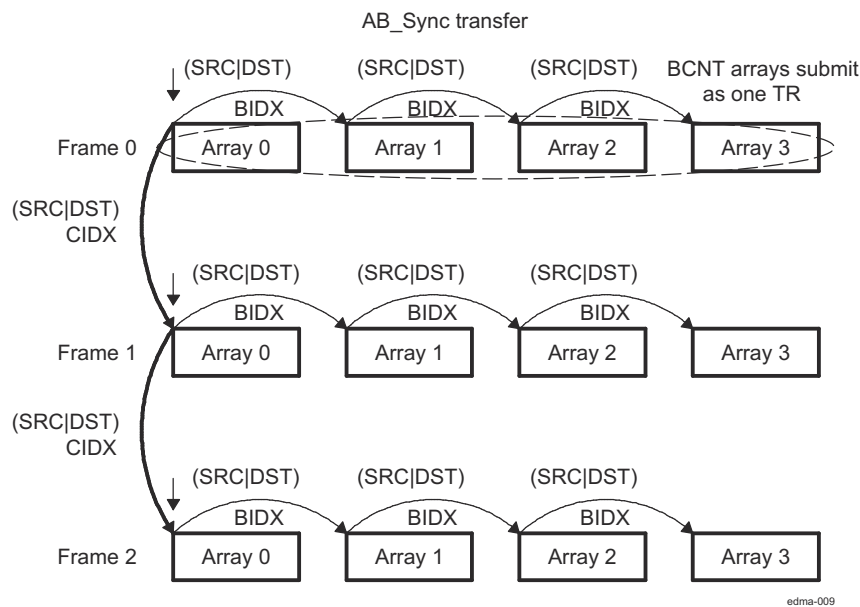 AB_Sync transfer
(SRC|DST) (SRC|DST) (SRC|DST) BCNT arrays submit
as one TR
BIDX BIDX BIDX
Frame 0 Array 0 Array 1 Array 2 Array 3
(SRC|DST)
CIDX
(SRC|DST) (SRC|DST) (SRC|DST)
BIDX BIDX BIDX
Frame 1 Array 0 Array 1 Array 2 Array 3
(SRC|DST)
CIDX
(SRC|DST) (SRC|DST) (SRC|DST)
BIDX BIDX BIDX
Frame 2 Array 0 Array 1 Array 2 Array 3
edma-009